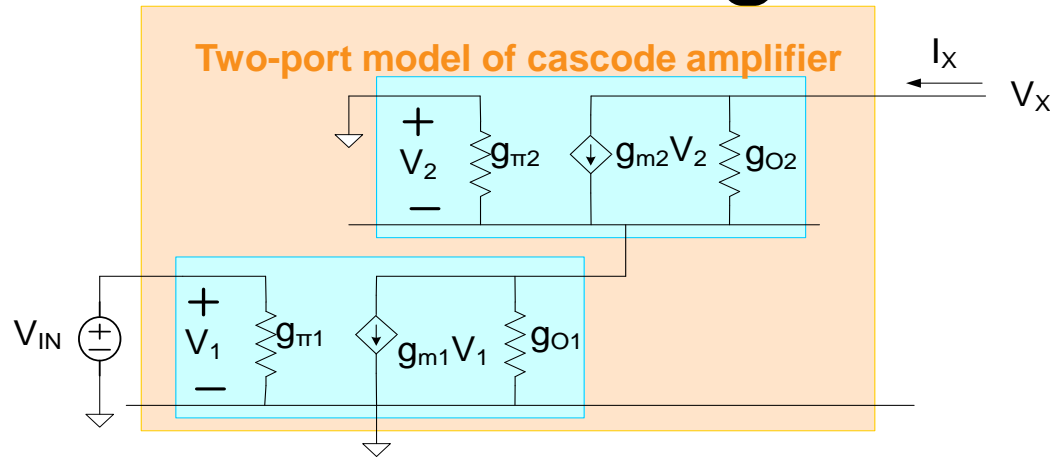 Two-port model of cascode amplifier
I_X
V_X
+
V_2
−
g_π2
g_m2V_2
g_O2
V_IN
+
−
+
V_1
−
g_π1
g_m1V_1
g_O1